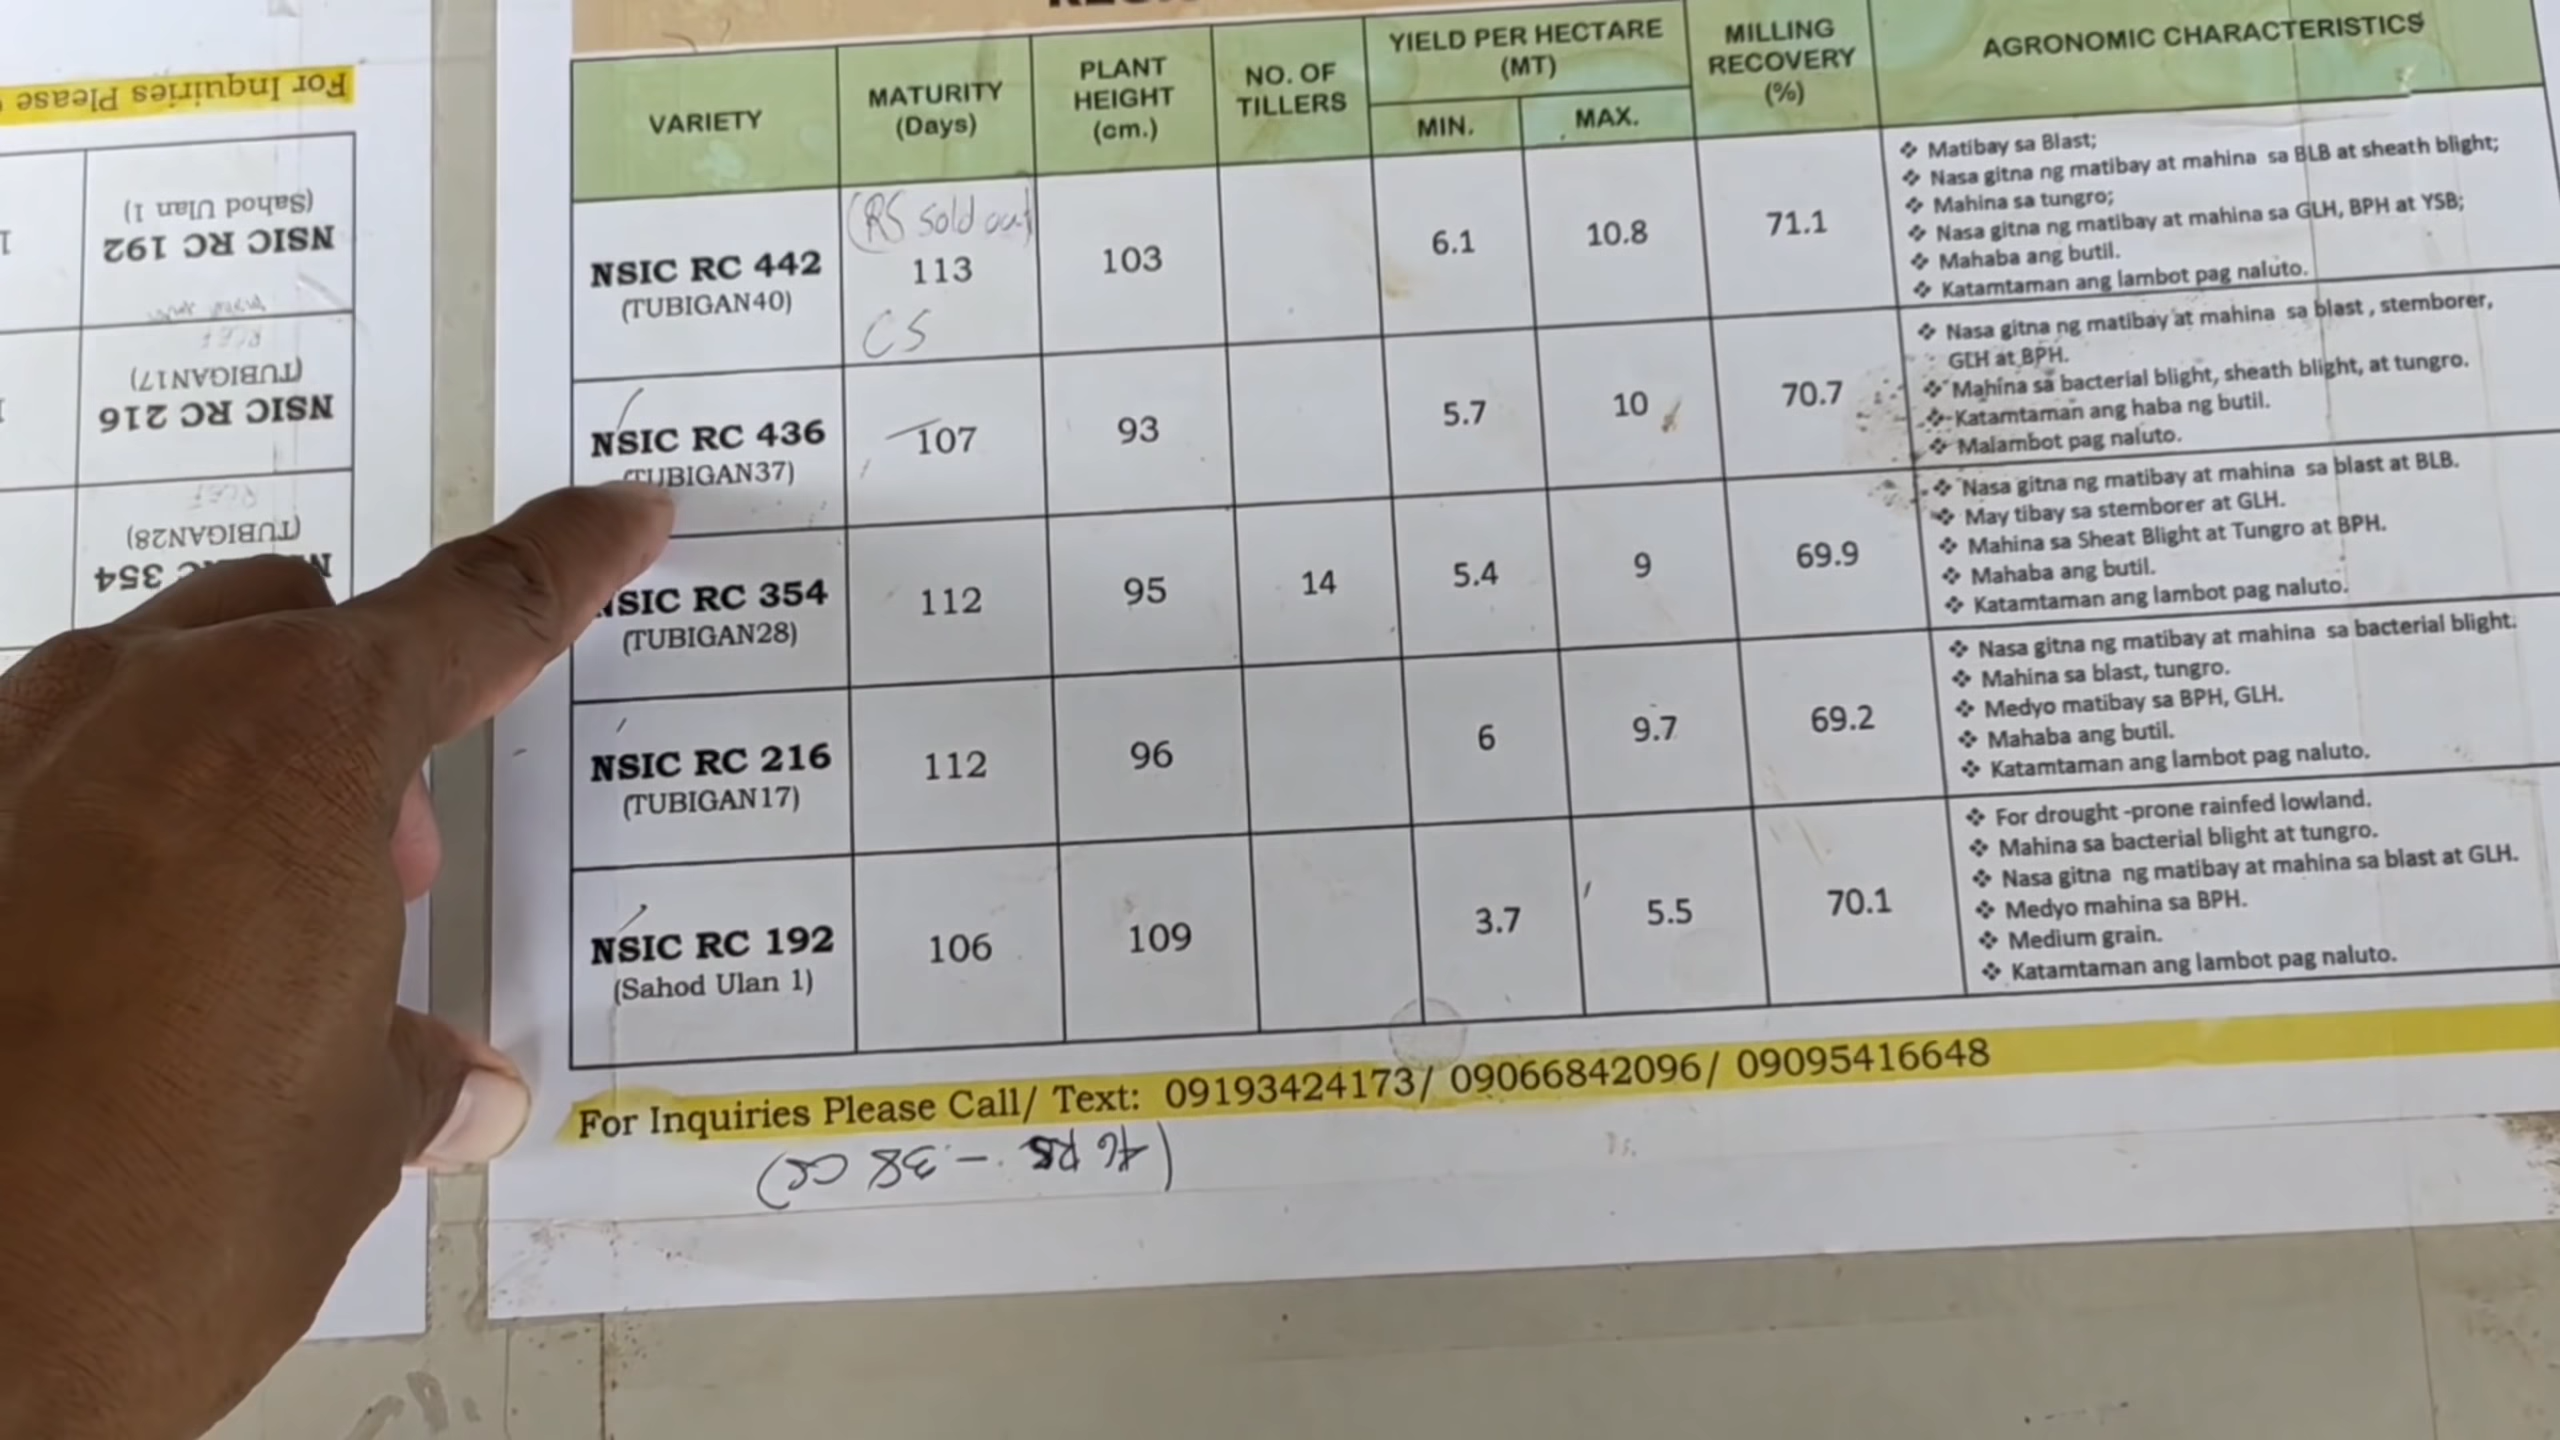 For Inquiries Please
NSIC RC 192
(Sahod Ulan 1)
NSIC RC 216
(TUBIGAN17)
RCEF
354
(TUBIGAN28)
RCEF
VARIETY
MATURITY
(Days)
PLANT
HEIGHT
(cm.)
NO. OF
TILLERS
YIELD PER HECTARE
(MT)
MIN.
MAX.
MILLING
RECOVERY
(%)
AGRONOMIC CHARACTERISTICS
NSIC RC 442
(TUBIGAN40)
(RS sold out)
113
CS
103
6.1
10.8
71.1
❖ Matibay sa Blast;
❖ Nasa gitna ng matibay at mahina sa BLB at sheath blight;
❖ Mahina sa tungro;
❖ Nasa gitna ng matibay at mahina sa GLH, BPH at YSB;
❖ Mahaba ang butil.
❖ Katamtaman ang lambot pag naluto.
NSIC RC 436
(TUBIGAN37)
107
93
5.7
10
70.7
❖ Nasa gitna ng matibay at mahina sa blast , stemborer,
GLH at BPH.
❖ Mahina sa bacterial blight, sheath blight, at tungro.
❖ Katamtaman ang haba ng butil.
❖ Malambot pag naluto.
NSIC RC 354
(TUBIGAN28)
112
95
14
5.4
9
69.9
❖ Nasa gitna ng matibay at mahina sa blast at BLB.
❖ May tibay sa stemborer at GLH.
❖ Mahina sa Sheat Blight at Tungro at BPH.
❖ Mahaba ang butil.
❖ Katamtaman ang lambot pag naluto.
NSIC RC 216
(TUBIGAN17)
112
96
6
9.7
69.2
❖ Nasa gitna ng matibay at mahina sa bacterial blight.
❖ Mahina sa blast, tungro.
❖ Medyo matibay sa BPH, GLH.
❖ Mahaba ang butil.
❖ Katamtaman ang lambot pag naluto.
NSIC RC 192
(Sahod Ulan 1)
106
109
3.7
5.5
70.1
❖ For drought -prone rainfed lowland.
❖ Mahina sa bacterial blight at tungro.
❖ Nasa gitna ng matibay at mahina sa blast at GLH.
❖ Medyo mahina sa BPH.
❖ Medium grain.
❖ Katamtaman ang lambot pag naluto.
For Inquiries Please Call/ Text: 09193424173/ 09066842096/ 09095416648
(46 RS - 38 CS)